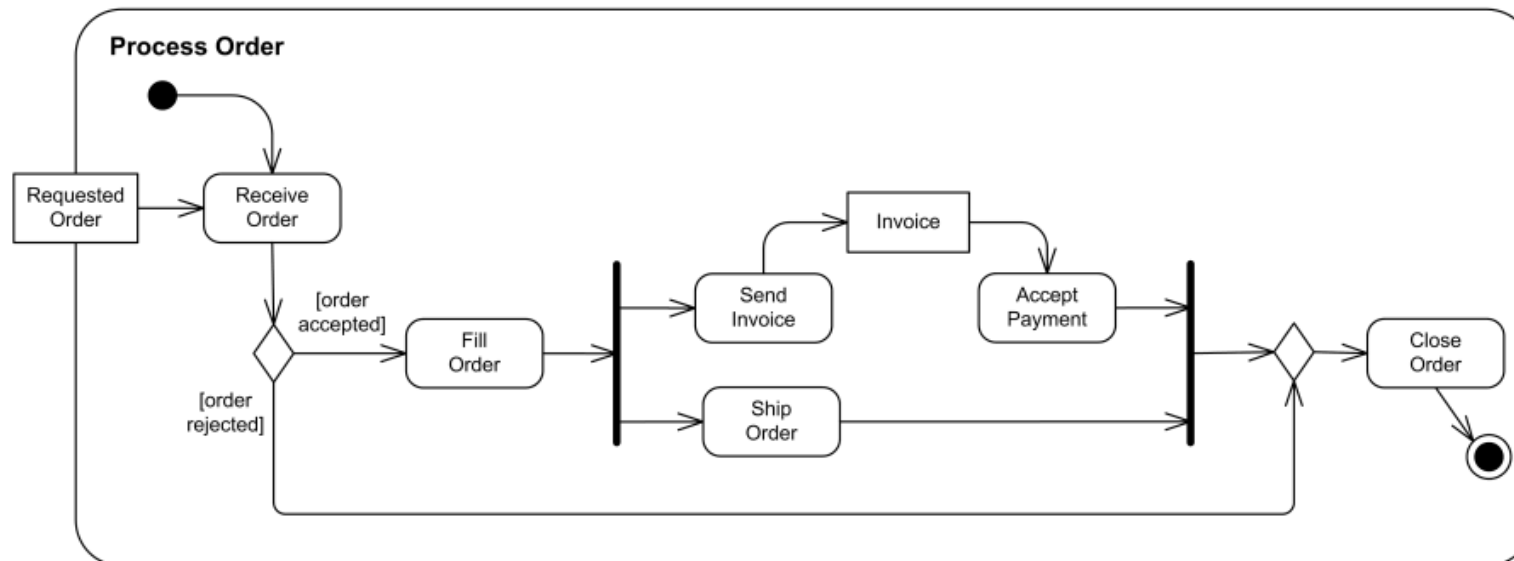 Process Order
Requested
Order
Receive
Order
[order
accepted]
[order
rejected]
Fill
Order
Send
Invoice
Invoice
Accept
Payment
Ship
Order
Close
Order